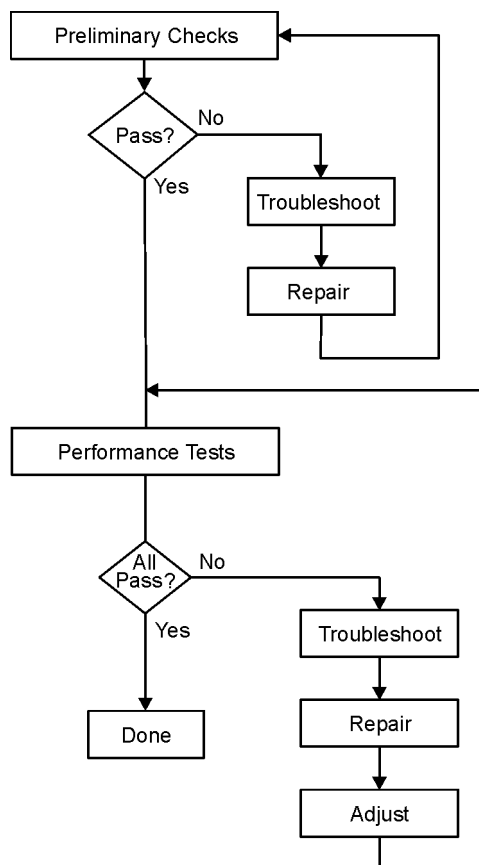 Preliminary Checks
Pass?
No
Yes
Troubleshoot
Repair
Performance Tests
All
Pass?
No
Yes
Troubleshoot
Done
Repair
Adjust